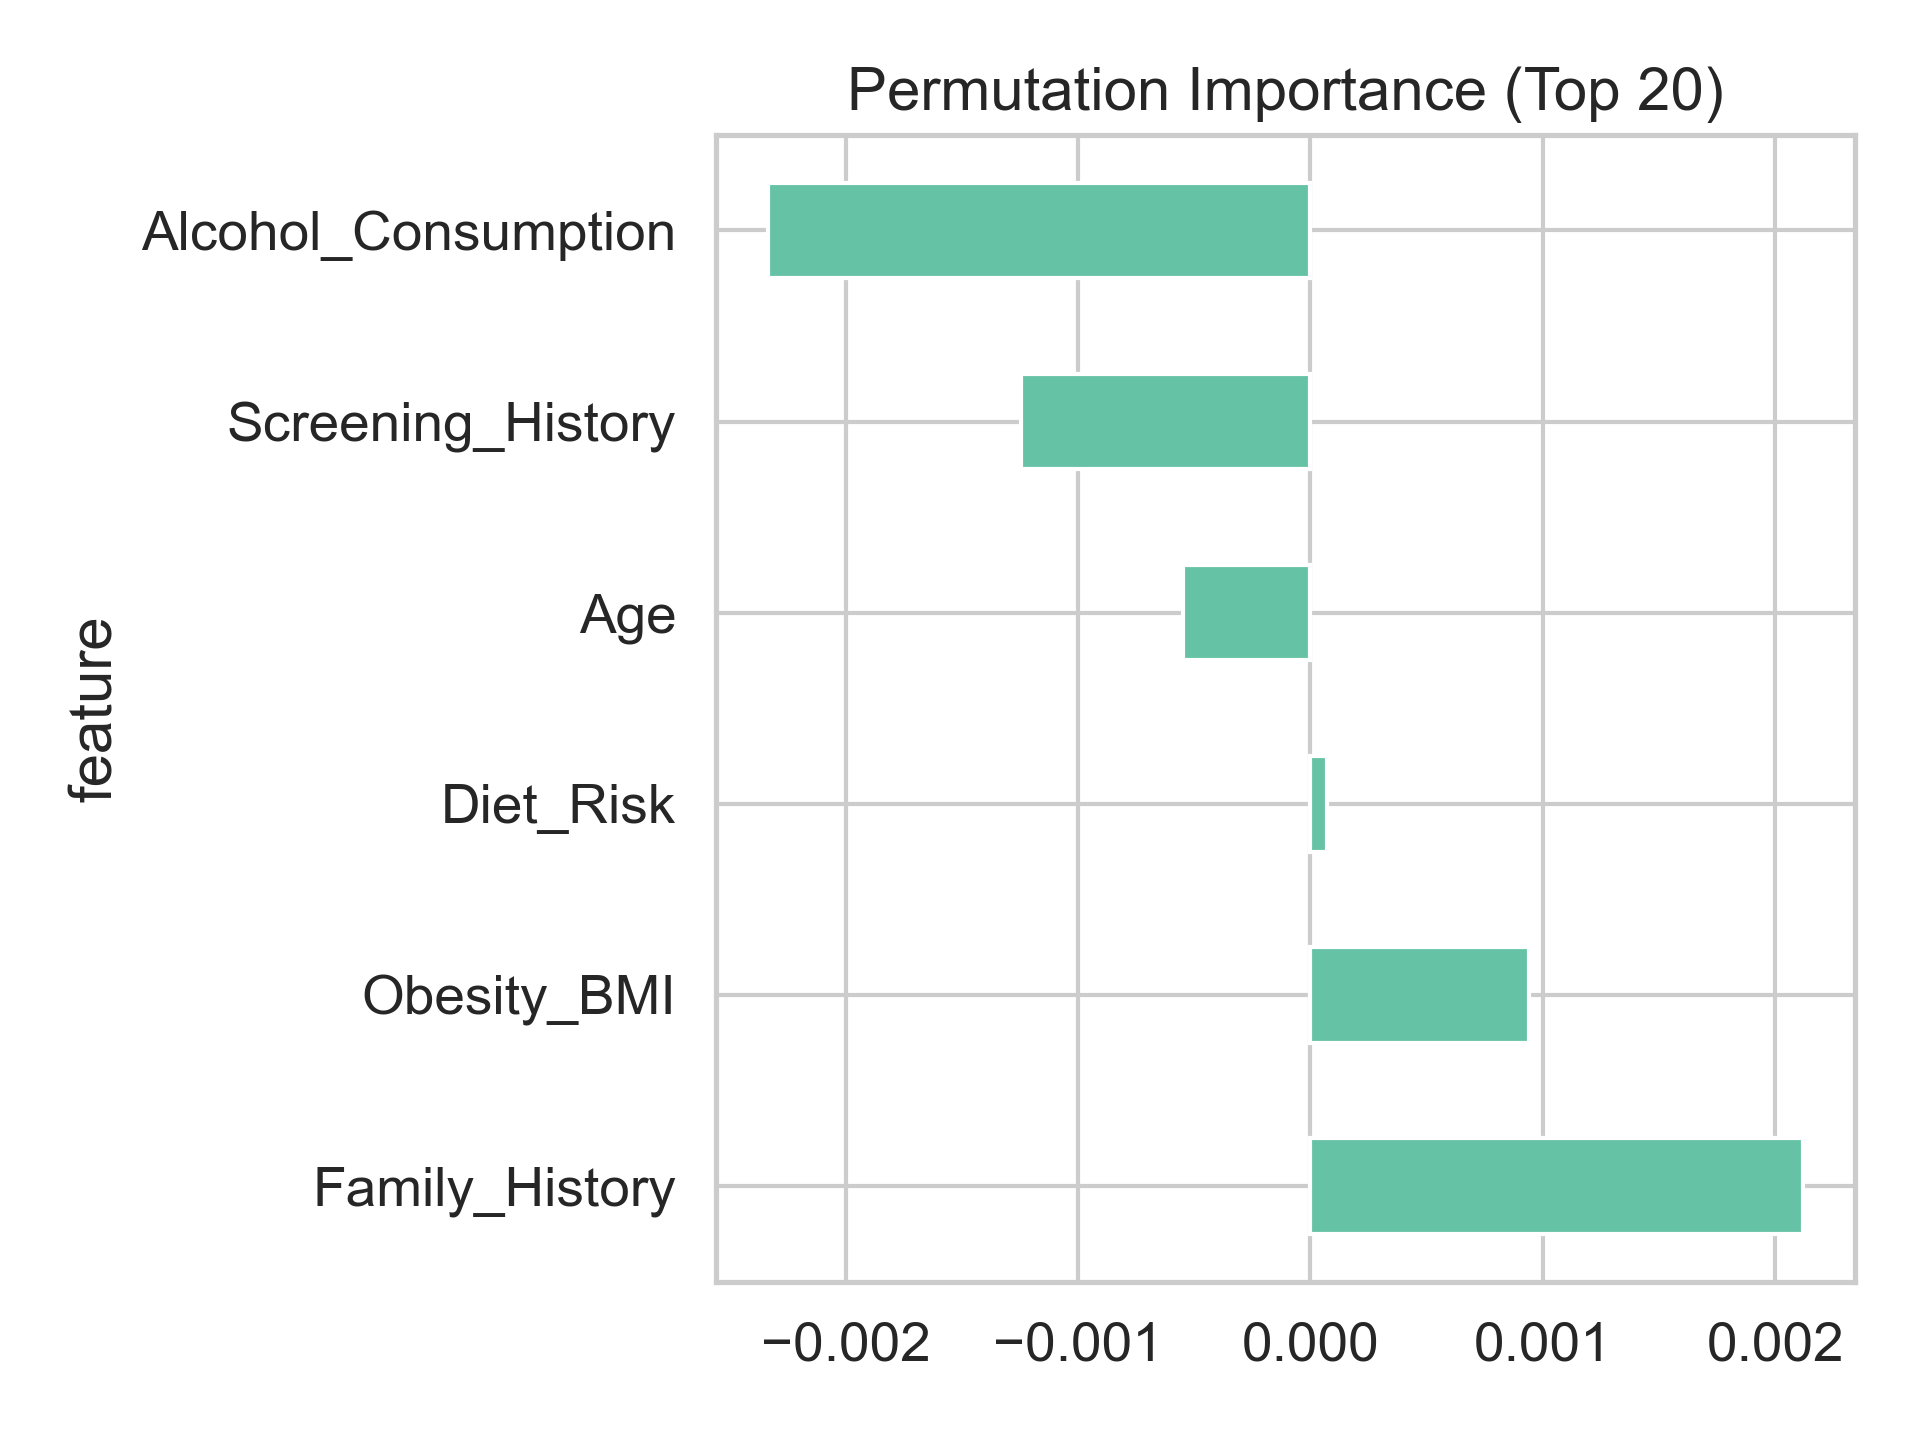 Permutation Importance (Top 20)
Alcohol_Consumption
Screening_History
Age
Diet_Risk
Obesity_BMI
Family_History
feature
−0.002 −0.001 0.000 0.001 0.002